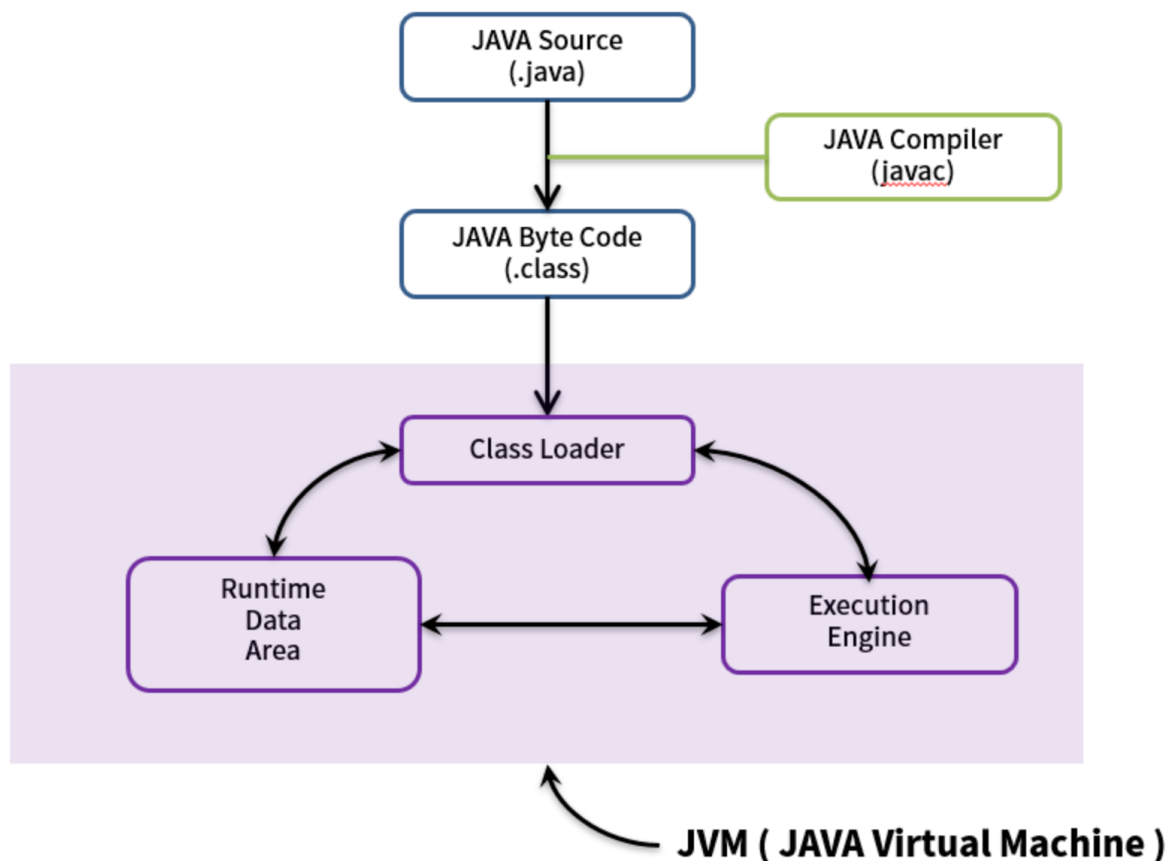 JAVA Source
(.java)
JAVA Compiler
(javac)
JAVA Byte Code
(.class)
Class Loader
Runtime
Data
Area
Execution
Engine
JVM ( JAVA Virtual Machine )